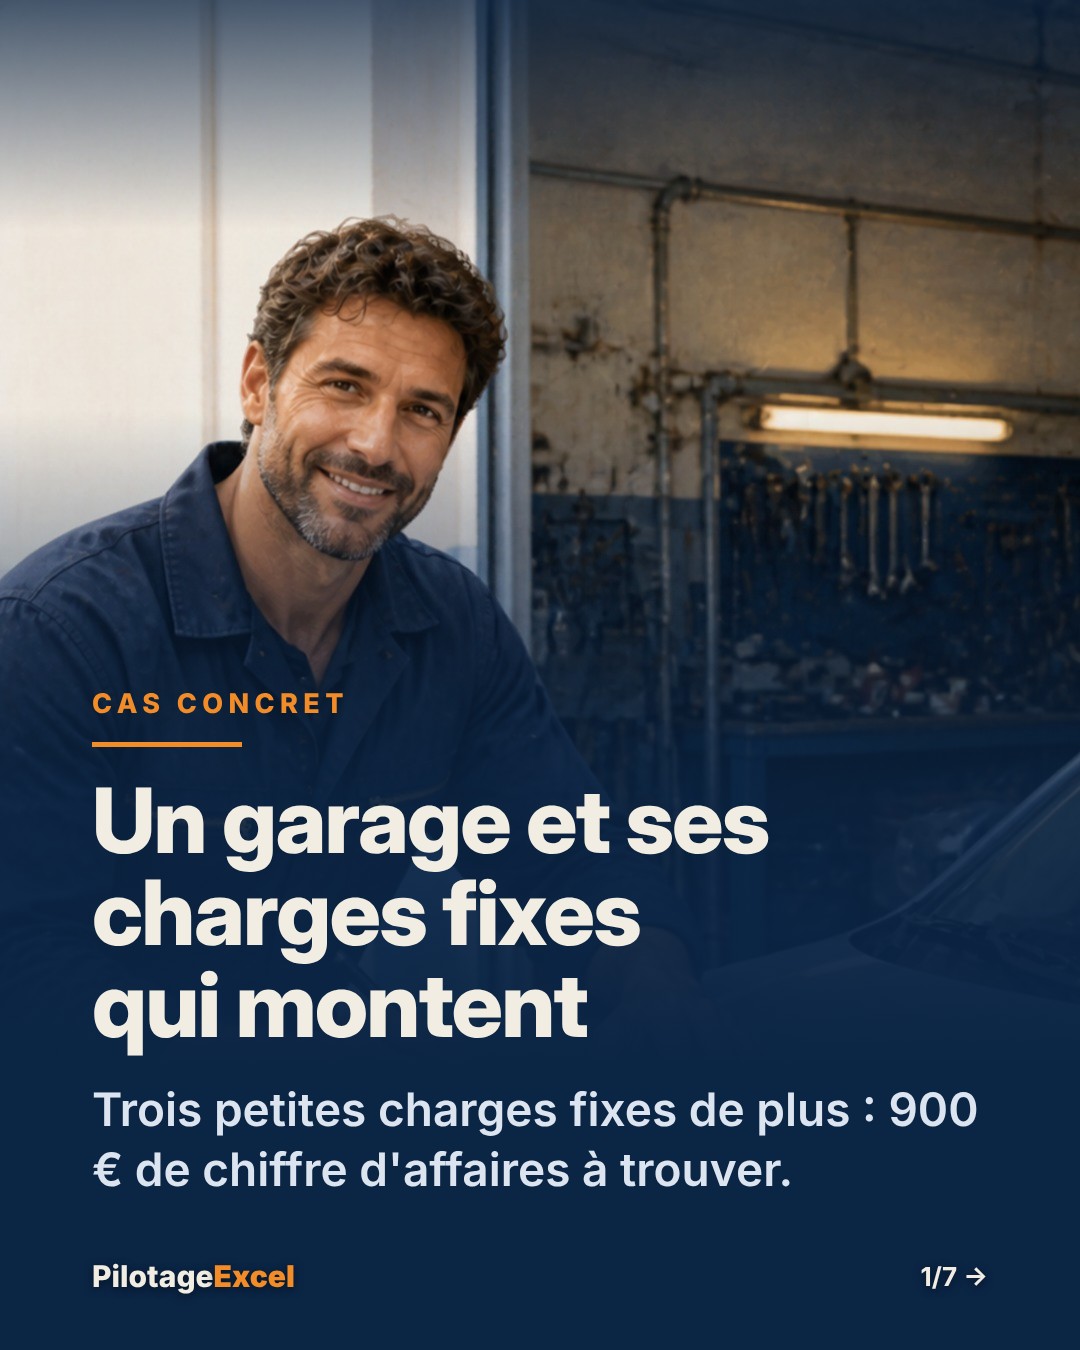 CAS CONCRET
Un garage et ses
charges fixes
qui montent
Trois petites charges fixes de plus : 900
€ de chiffre d'affaires à trouver.
PilotageExcel
1/7 →